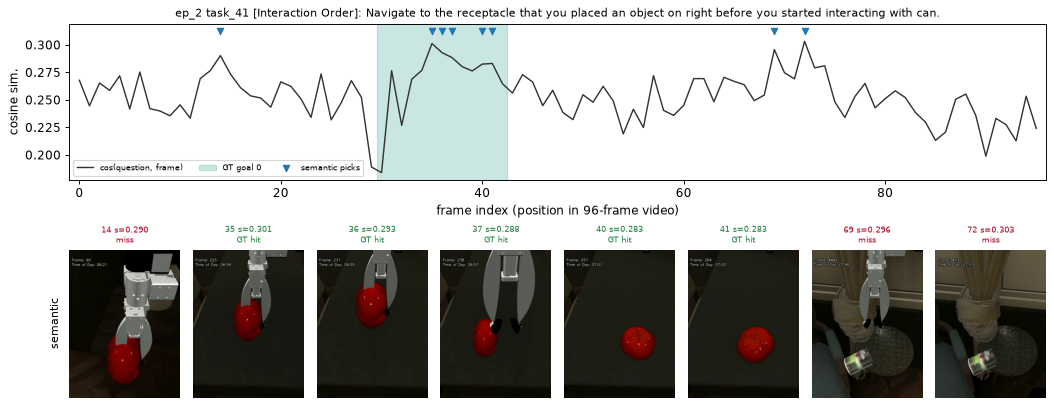 ep_2 task_41 [Interaction Order]: Navigate to the receptacle that you placed an object on right before you started interacting with can.
cosine sim.
0.300
0.275
0.250
0.225
0.200
cos(question, frame)
GT goal 0
semantic picks
0 20 40 60 80
frame index (position in 96-frame video)
14 s=0.290
miss
35 s=0.301
GT hit
36 s=0.293
GT hit
37 s=0.288
GT hit
40 s=0.283
GT hit
41 s=0.283
GT hit
69 s=0.296
miss
72 s=0.303
miss
semantic